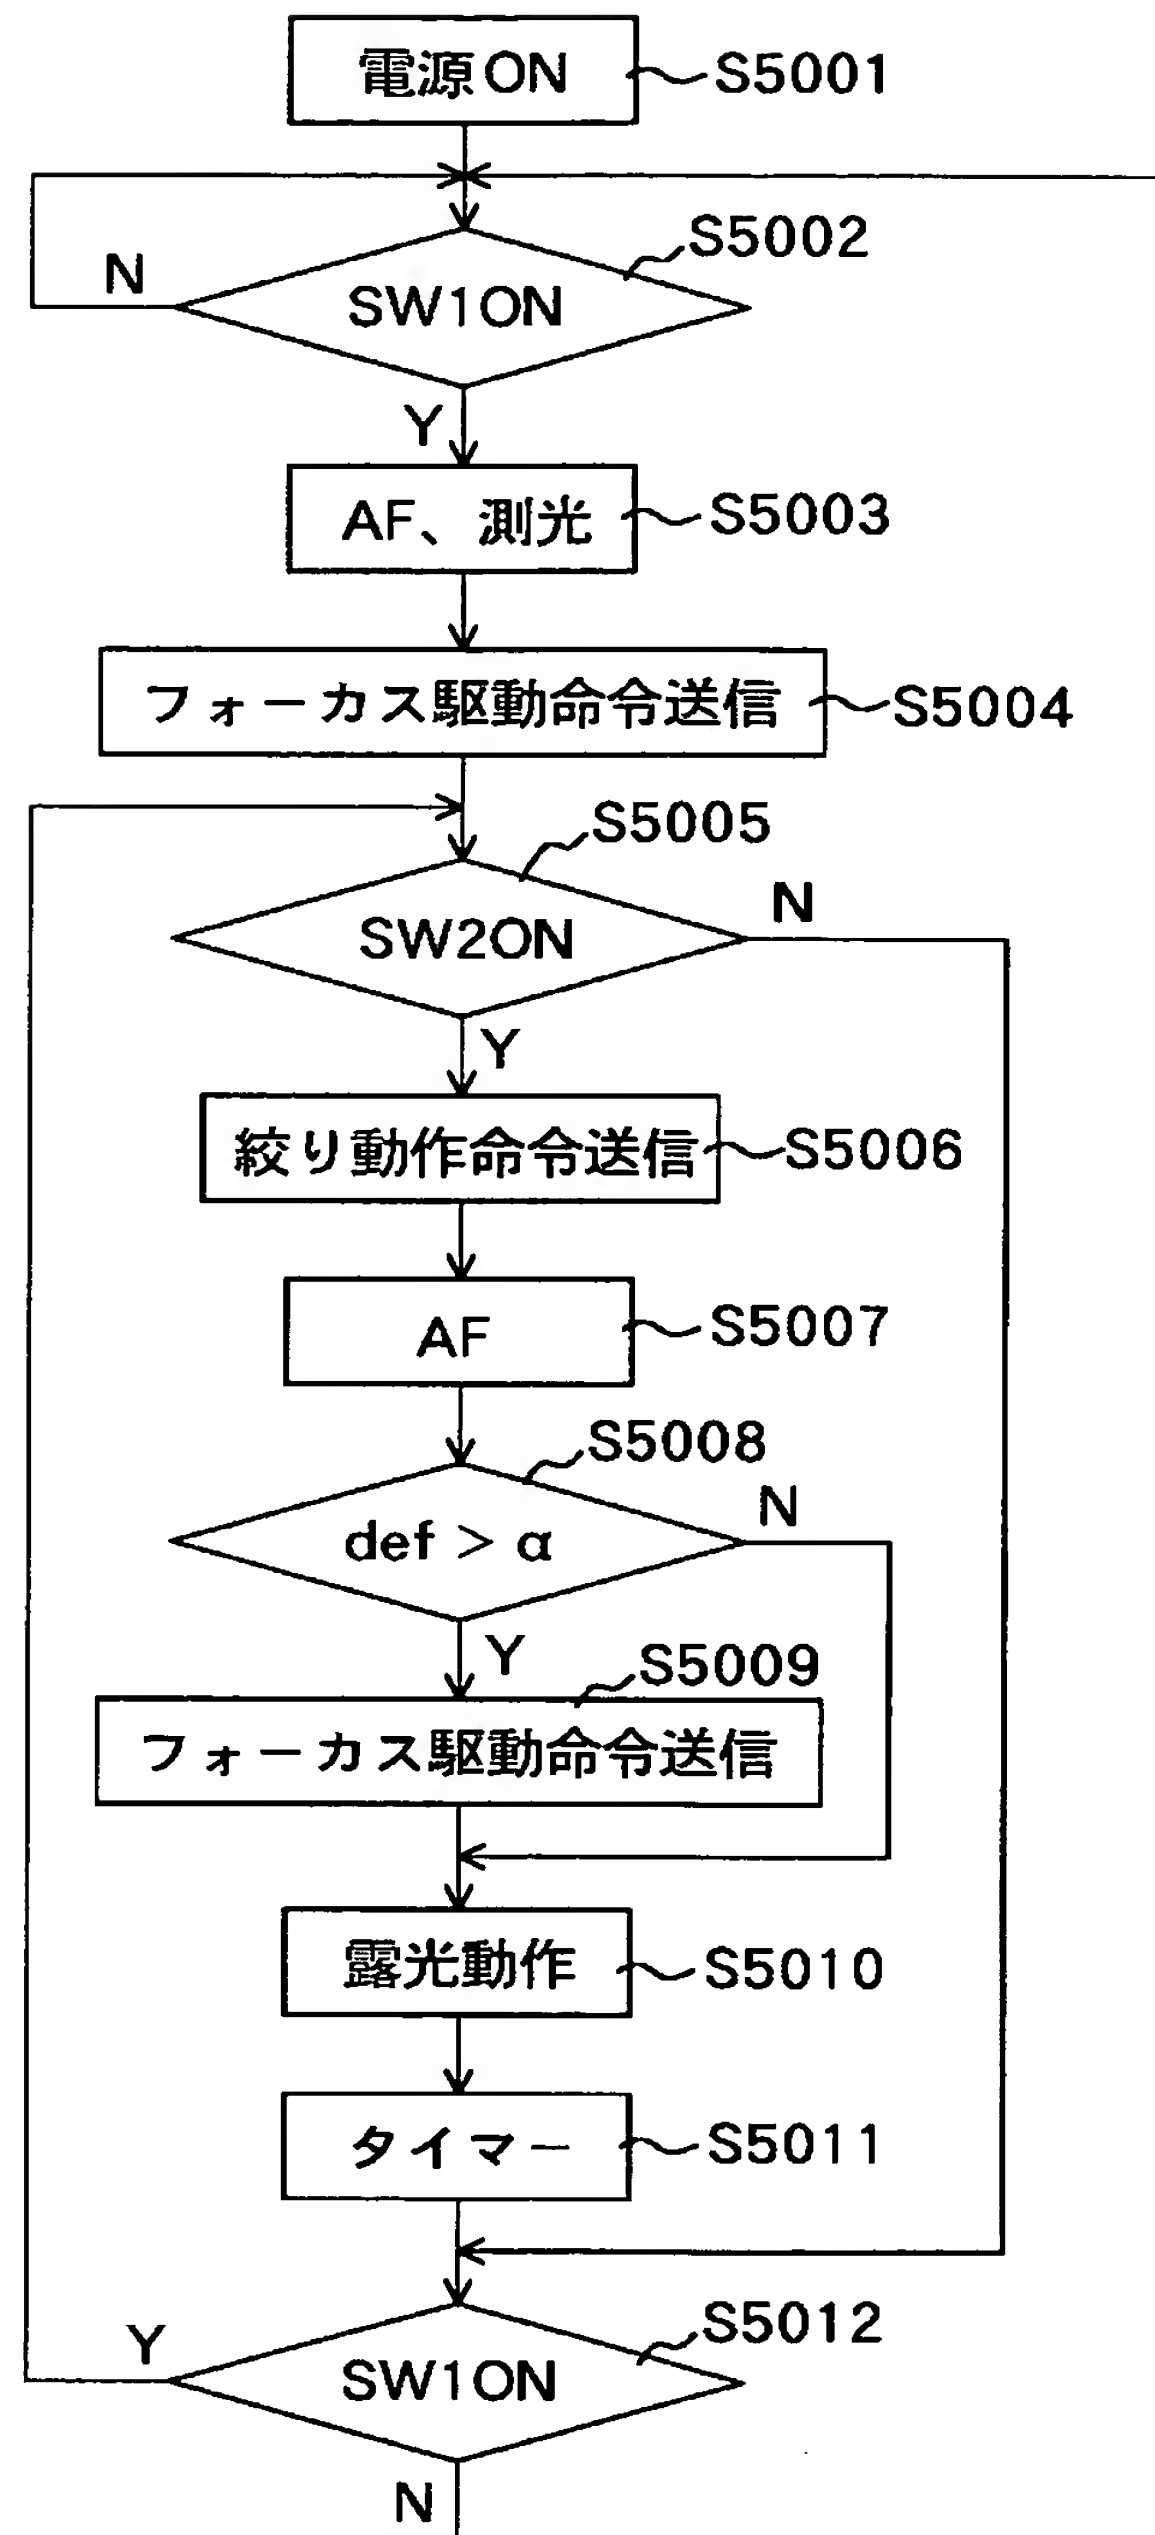 電源ON S5001
S5002
N
SW1ON
Y
AF、測光 S5003
フォーカス駆動命令送信 S5004
S5005
N
SW2ON
Y
絞り動作命令送信 S5006
AF S5007
S5008
N
def > α
Y
S5009
フォーカス駆動命令送信
露光動作 S5010
タイマー S5011
S5012
Y
SW1ON
N